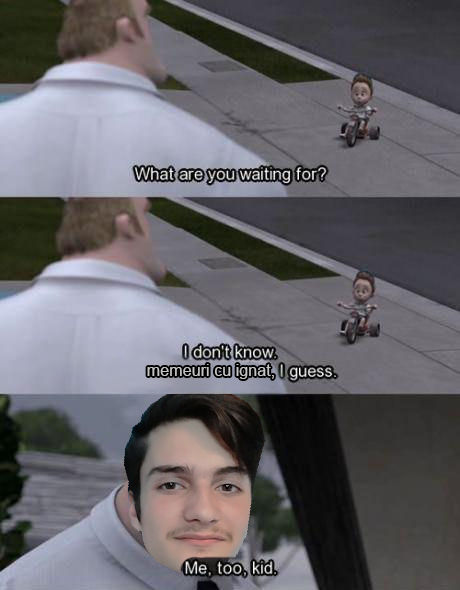 What are you waiting for?
I don't know.
memeuri cu ignat, I guess.
Me, too, kid.